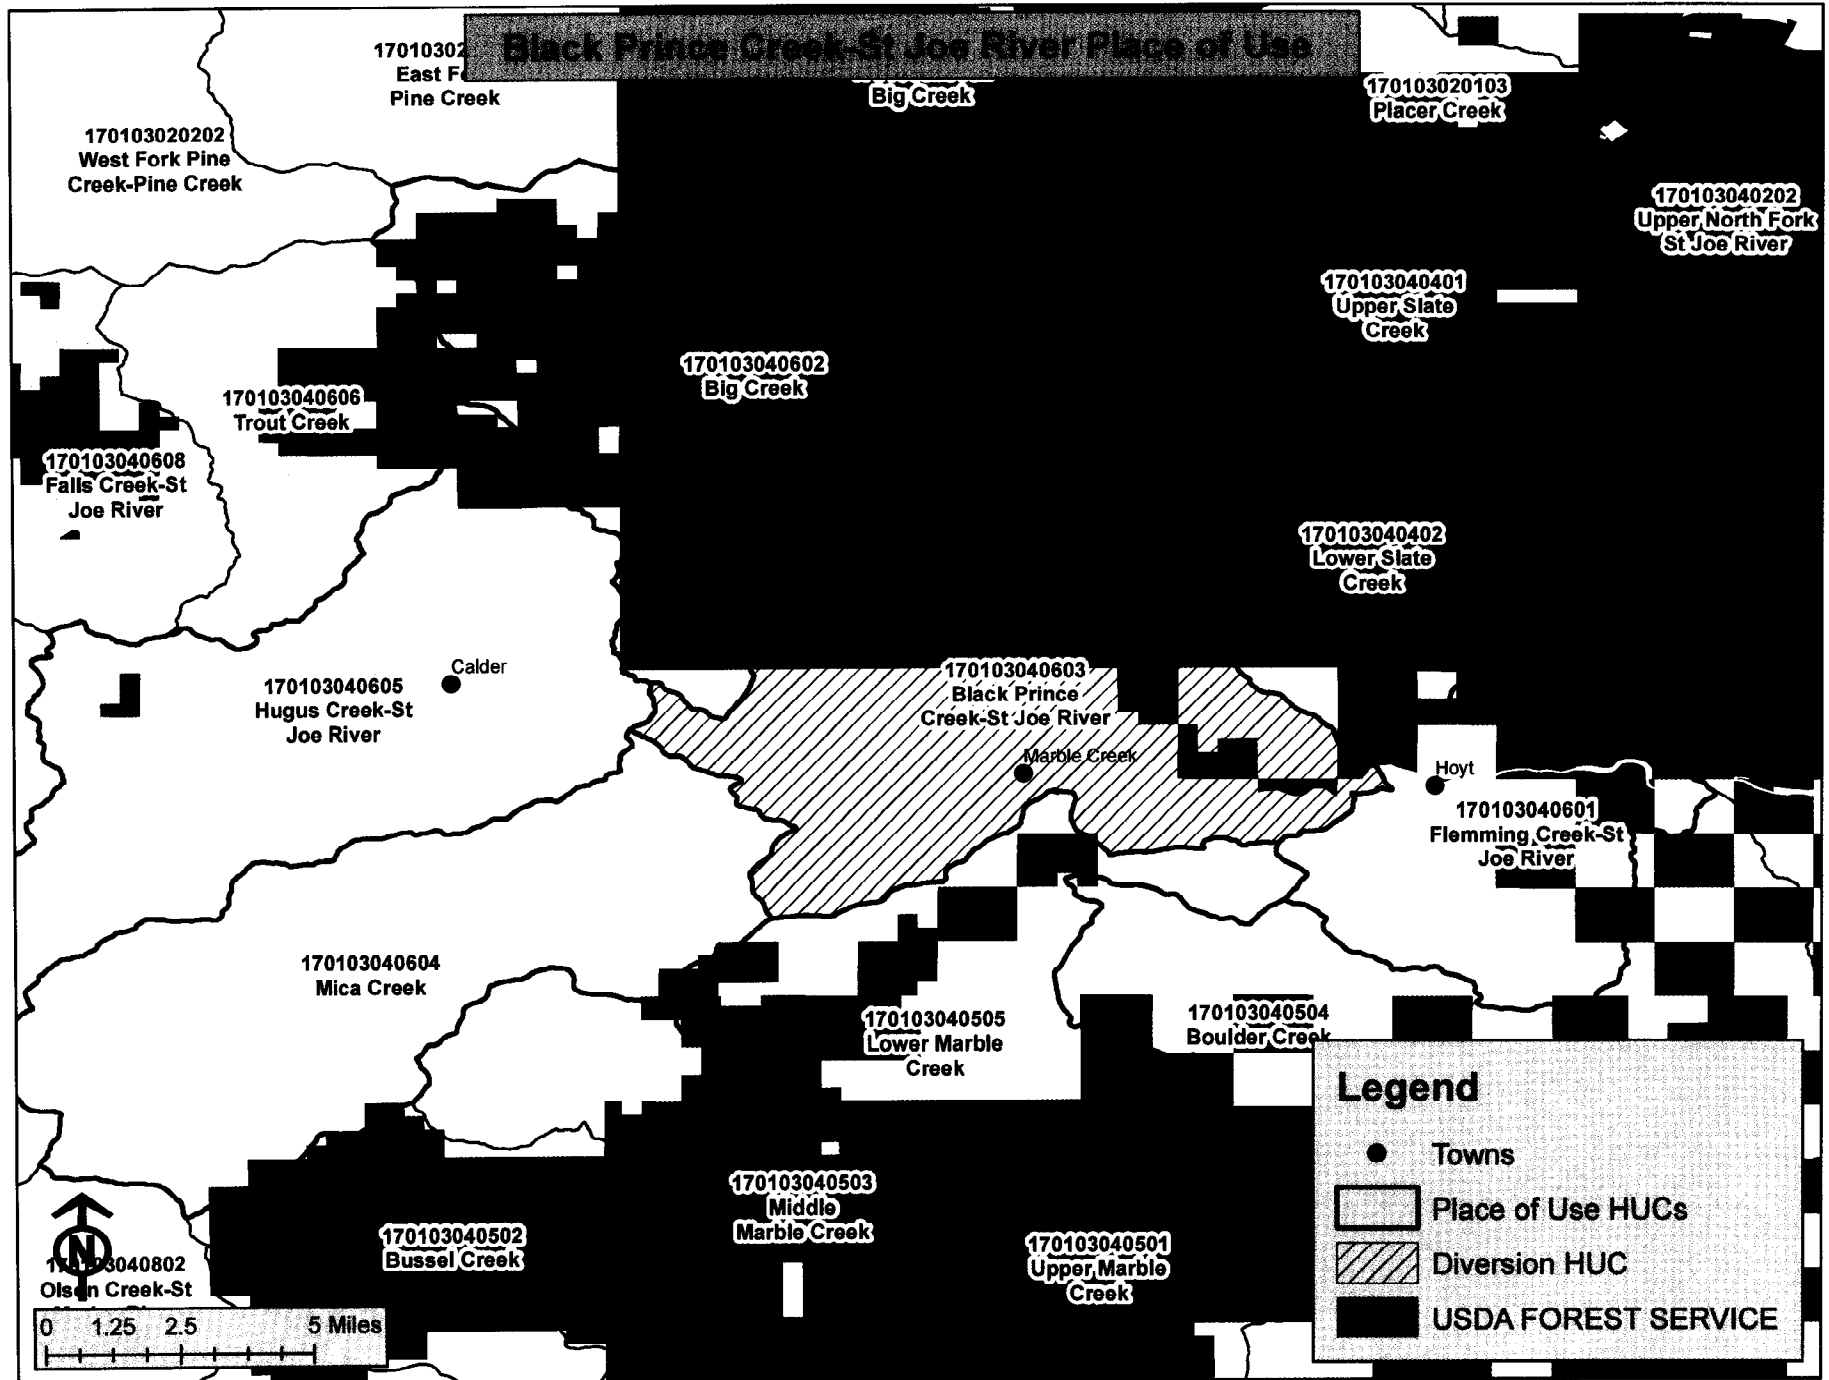 Black Prince Creek-St Joe River Place of Use
East
Pine Creek
Big Creek
170103020103
Placer Creek
170103020202
West Fork Pine
Creek-Pine Creek
170103040202
Upper North Fork
St Joe River
170103040401
Upper Slate
Creek
170103040602
Big Creek
170103040606
Trout Creek
170103040608
Falls Creek-St
Joe River
170103040402
Lower Slate
Creek
Calder
170103040605
Hugus Creek-St
Joe River
170103040603
Black Prince
Creek-St Joe River
Marble Creek
Hoyt
170103040601
Flemming Creek-St
Joe River
170103040604
Mica Creek
170103040505
Lower Marble
Creek
170103040504
Boulder Creek
170103040503
Middle
Marble Creek
170103040502
Bussel Creek
170103040501
Upper Marble
Creek
N
03040802
Olsen Creek-St
0 1.25 2.5 5 Miles
Legend
Towns
Place of Use HUCs
Diversion HUC
USDA FOREST SERVICE